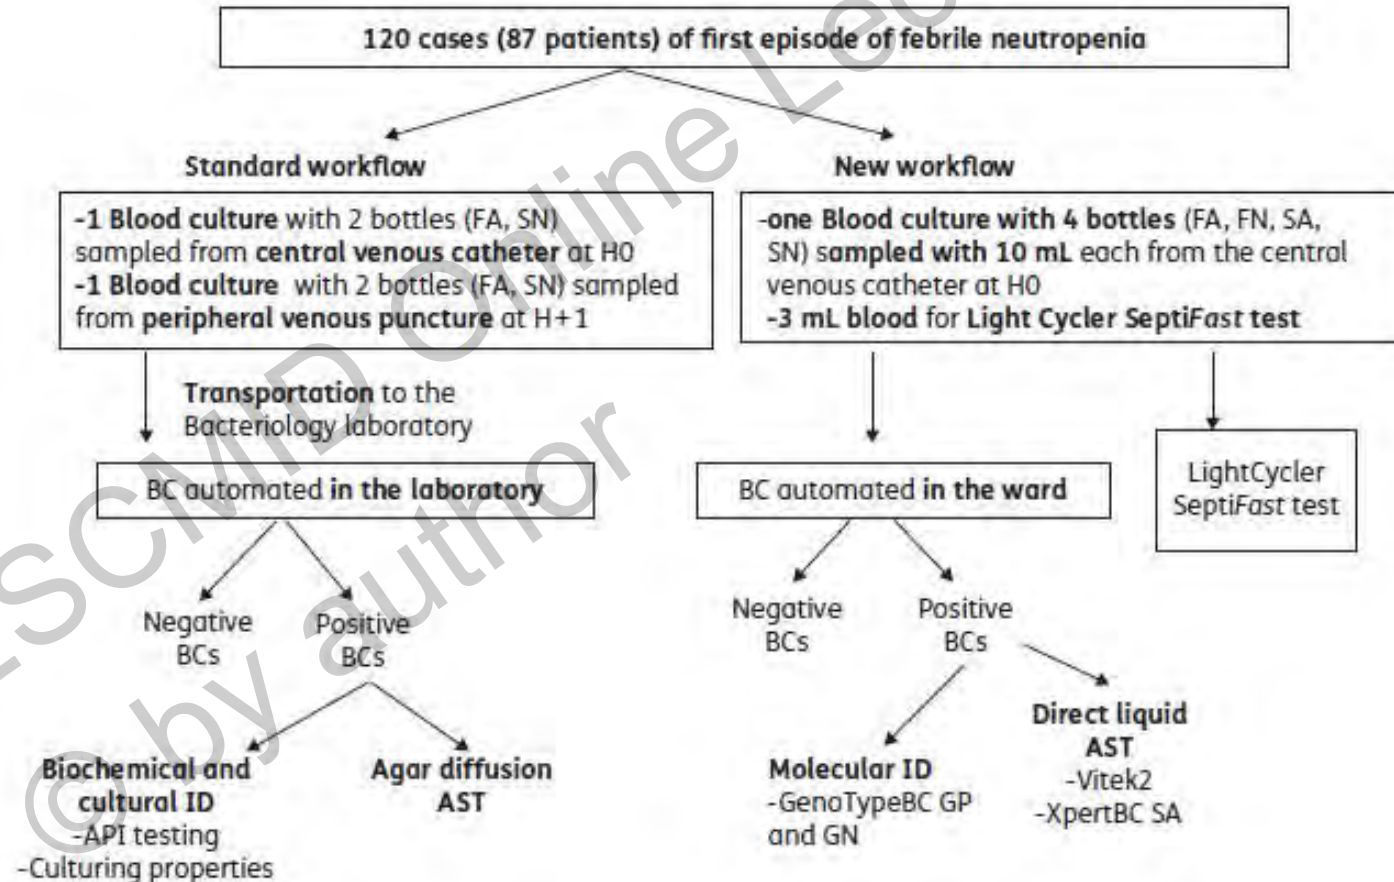 120 cases (87 patients) of first episode of febrile neutropenia
Standard workflow
-1 Blood culture with 2 bottles (FA, SN)
sampled from central venous catheter at H0
-1 Blood culture with 2 bottles (FA, SN) sampled
from peripheral venous puncture at H+1
Transportation to the
Bacteriology laboratory
BC automated in the laboratory
Negative
BCs
Positive
BCs
Biochemical and
cultural ID
-API testing
-Culturing properties
Agar diffusion
AST
New workflow
-one Blood culture with 4 bottles (FA, FN, SA,
SN) sampled with 10 mL each from the central
venous catheter at H0
-3 mL blood for Light Cycler SeptiFast test
BC automated in the ward
LightCycler
SeptiFast test
Negative
BCs
Positive
BCs
Molecular ID
-GenoTypeBC GP
and GN
Direct liquid
AST
-Vitek2
-XpertBC SA
ESCMID Online Lec
© by author